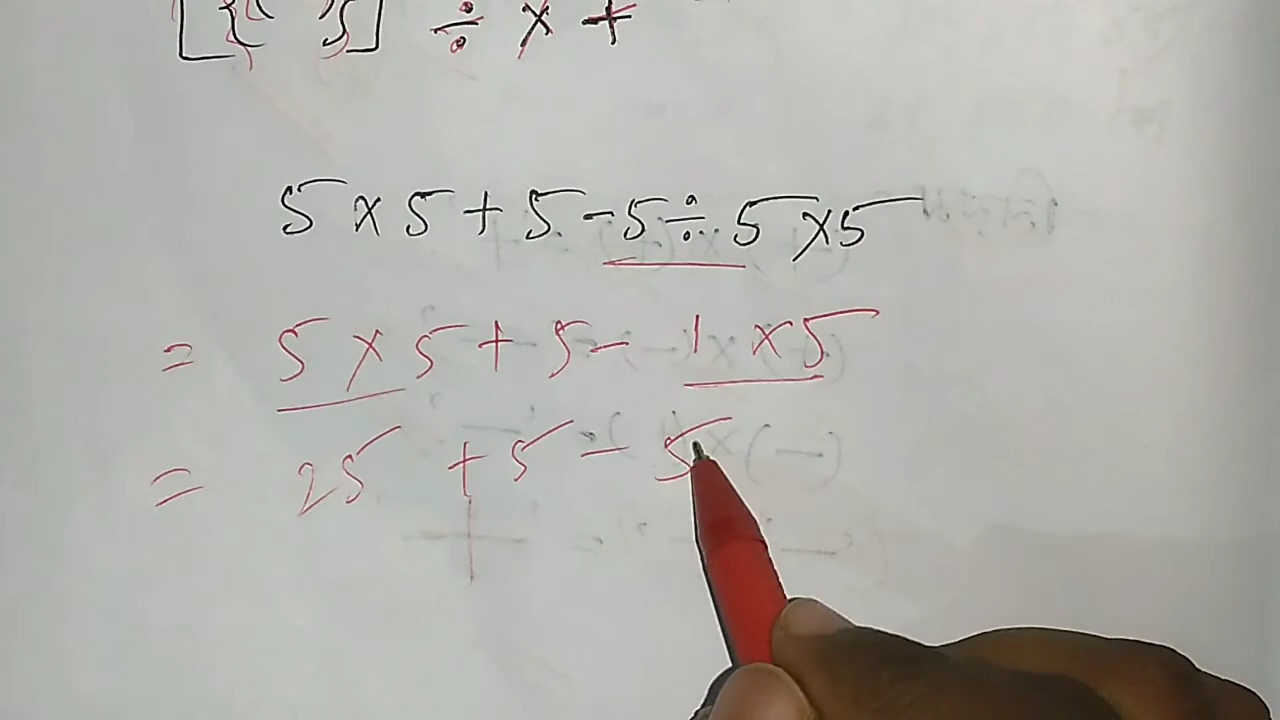 [{( )}] ÷ × +
5 × 5 + 5 - 5 ÷ 5 × 5
= 5 × 5 + 5 - 1 × 5
= 25 + 5 - 5